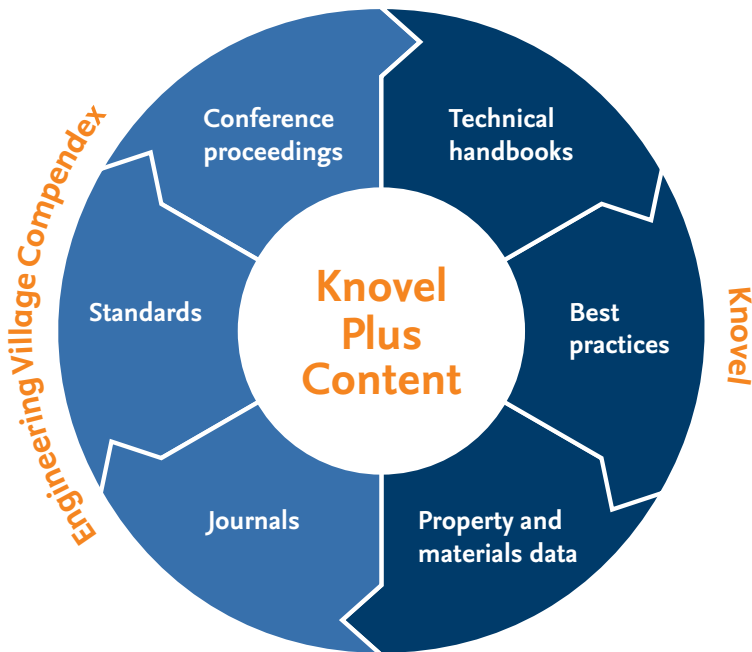 Conference
proceedings
Technical
handbooks
Engineering Village Compendex
Standards
Knovel
Plus
Content
Best
practices
Knovel
Journals
Property and
materials data